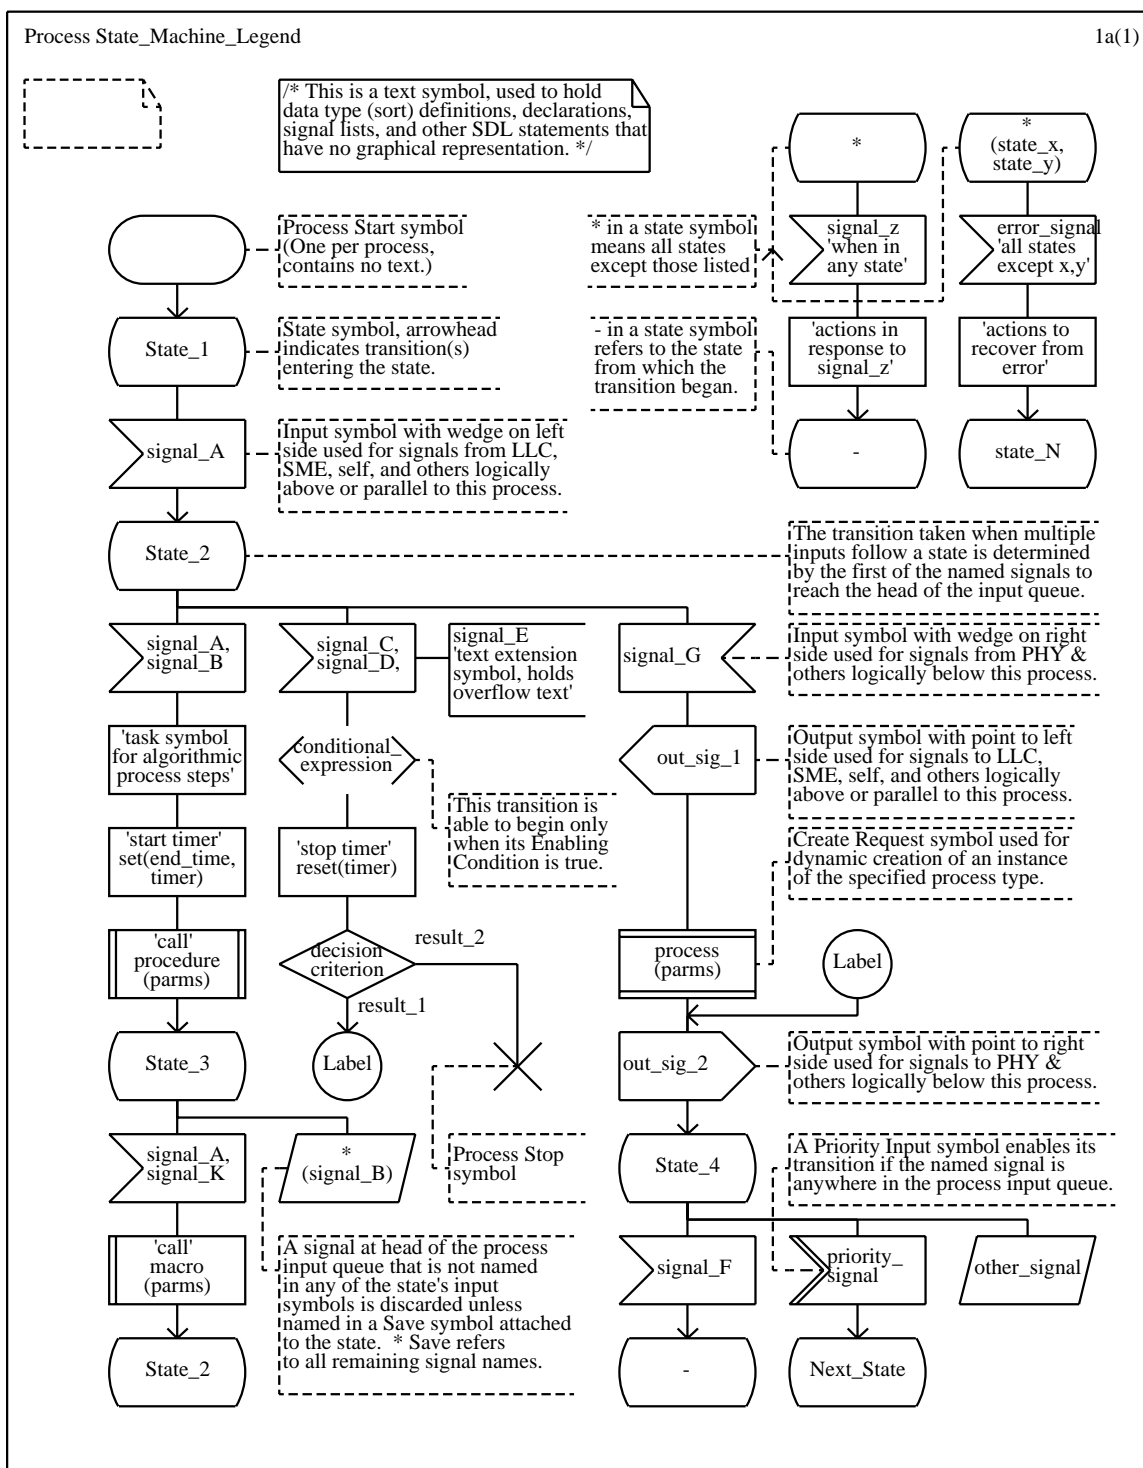 Process State_Machine_Legend
1a(1)
/* This is a text symbol, used to hold
data type (sort) definitions, declarations,
signal lists, and other SDL statements that
have no graphical representation. */
*
*
(state_x,
state_y)
Process Start symbol
(One per process,
contains no text.)
* in a state symbol
means all states
except those listed
signal_z
'when in
any state'
error_signal
'all states
except x,y'
State_1
State symbol, arrowhead
indicates transition(s)
entering the state.
- in a state symbol
refers to the state
from which the
transition began.
'actions in
response to
signal_z'
'actions to
recover from
error'
signal_A
Input symbol with wedge on left
side used for signals from LLC,
SME, self, and others logically
above or parallel to this process.
-
state_N
State_2
The transition taken when multiple
inputs follow a state is determined
by the first of the named signals to
reach the head of the input queue.
signal_A,
signal_B
signal_C,
signal_D,
signal_E
'text extension
symbol, holds
overflow text'
signal_G
Input symbol with wedge on right
side used for signals from PHY &
others logically below this process.
'task symbol
for algorithmic
process steps'
conditional_
expression
out_sig_1
Output symbol with point to left
side used for signals to LLC,
SME, self, and others logically
above or parallel to this process.
This transition is
able to begin only
when its Enabling
Condition is true.
'start timer'
set(end_time,
timer)
'stop timer'
reset(timer)
Create Request symbol used for
dynamic creation of an instance
of the specified process type.
'call'
procedure
(parms)
decision
criterion
result_2
result_1
process
(parms)
Label
State_3
Label
out_sig_2
Output symbol with point to right
side used for signals to PHY &
others logically below this process.
signal_A,
signal_K
*
(signal_B)
Process Stop
symbol
State_4
A Priority Input symbol enables its
transition if the named signal is
anywhere in the process input queue.
'call'
macro
(parms)
A signal at head of the process
input queue that is not named
in any of the state's input
symbols is discarded unless
named in a Save symbol attached
to the state.  * Save refers
to all remaining signal names.
signal_F
priority_
signal
other_signal
State_2
-
Next_State